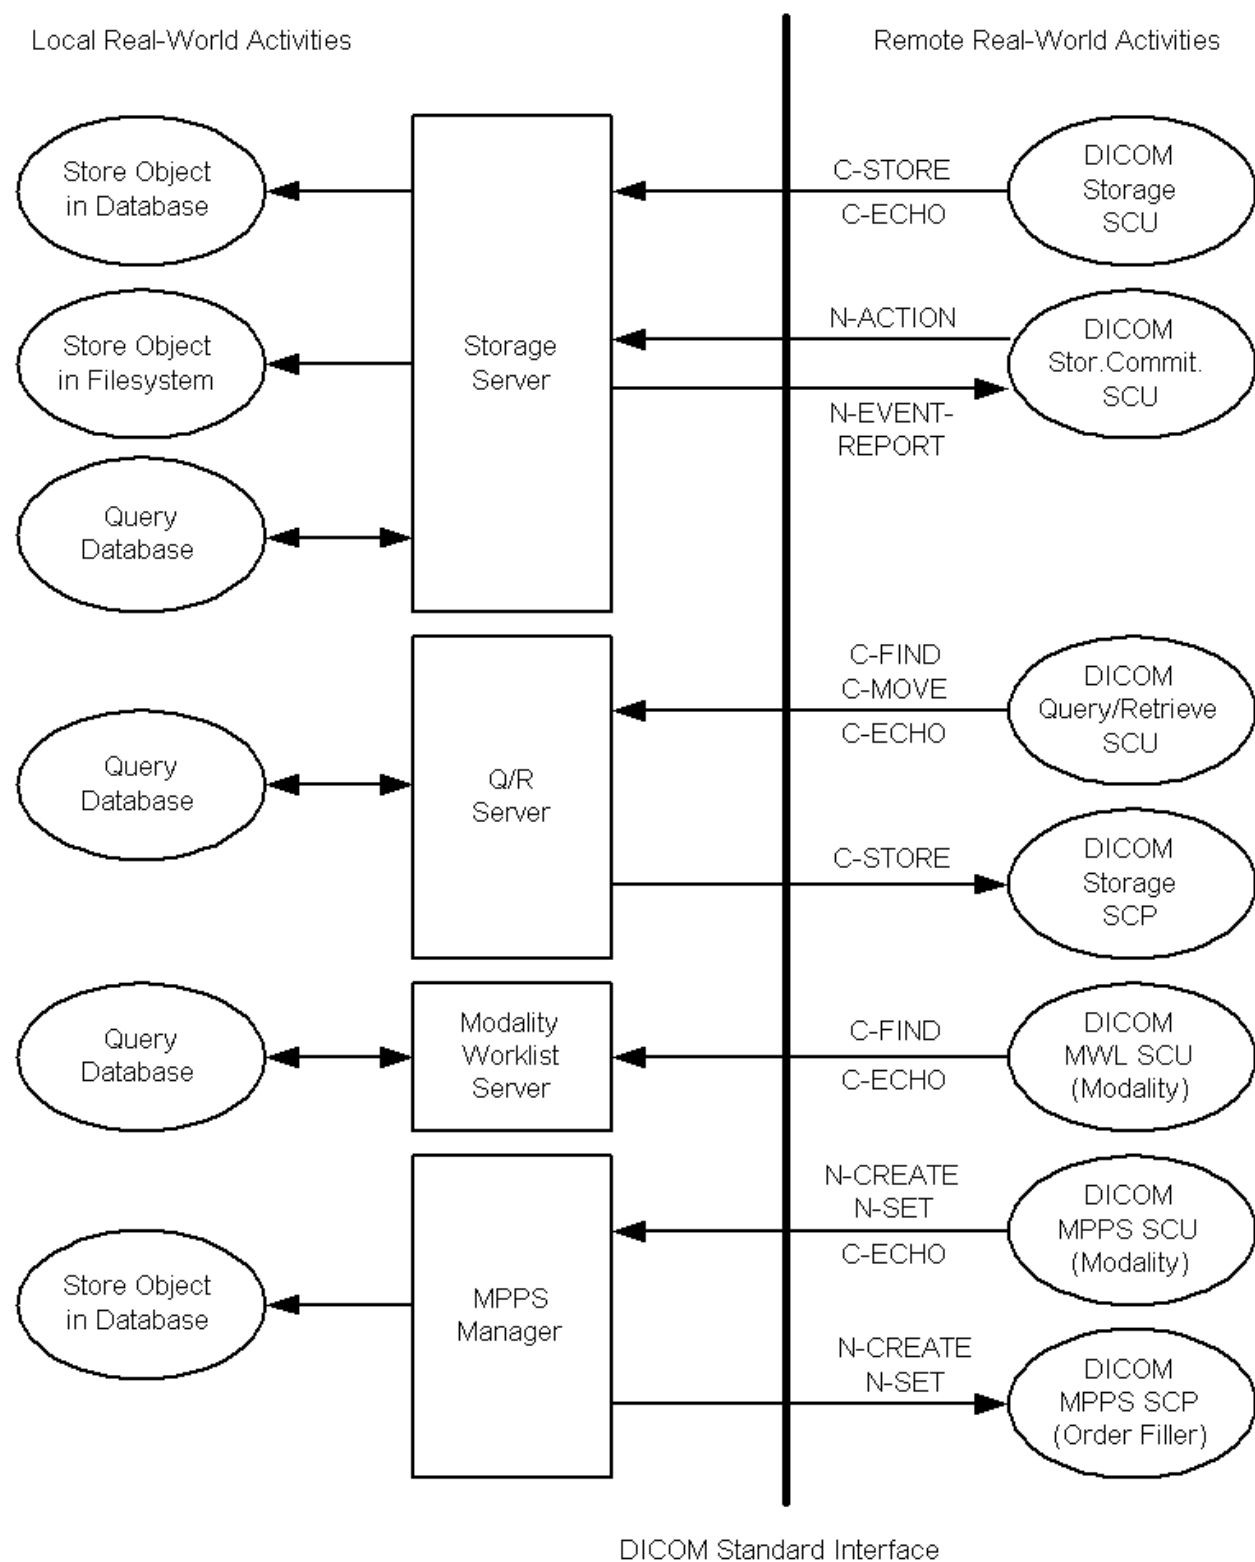 Local Real-World Activities
Remote Real-World Activities
Store Object
in Database
Store Object
in Filesystem
Query
Database
Storage
Server
C-STORE
C-ECHO
DICOM
Storage
SCU
N-ACTION
N-EVENT-
REPORT
DICOM
Stor.Commit.
SCU
Query
Database
Q/R
Server
C-FIND
C-MOVE
C-ECHO
DICOM
Query/Retrieve
SCU
C-STORE
DICOM
Storage
SCP
Query
Database
Modality
Worklist
Server
C-FIND
C-ECHO
DICOM
MWL SCU
(Modality)
Store Object
in Database
MPPS
Manager
N-CREATE
N-SET
C-ECHO
DICOM
MPPS SCU
(Modality)
N-CREATE
N-SET
DICOM
MPPS SCP
(Order Filler)
DICOM Standard Interface